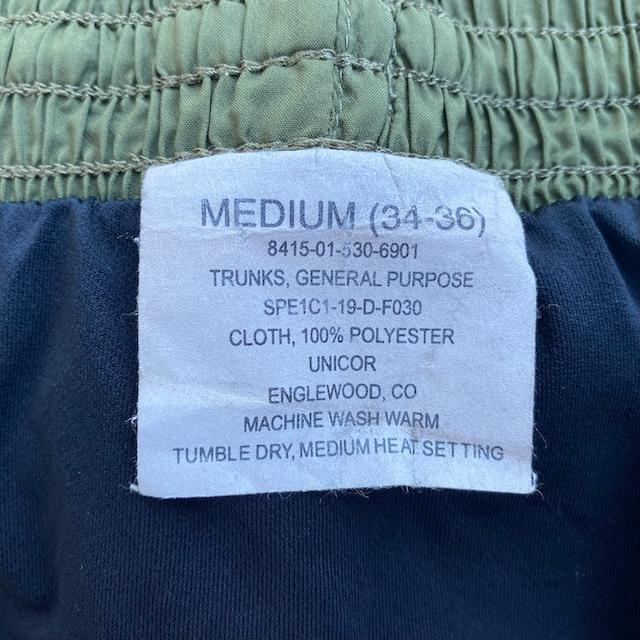 MEDIUM (34-36)
8415-01-530-6901
TRUNKS, GENERAL PURPOSE
SPE1C1-19-D-F030
CLOTH, 100% POLYESTER
UNICOR
ENGLEWOOD, CO
MACHINE WASH WARM
TUMBLE DRY, MEDIUM HEAT SETTING